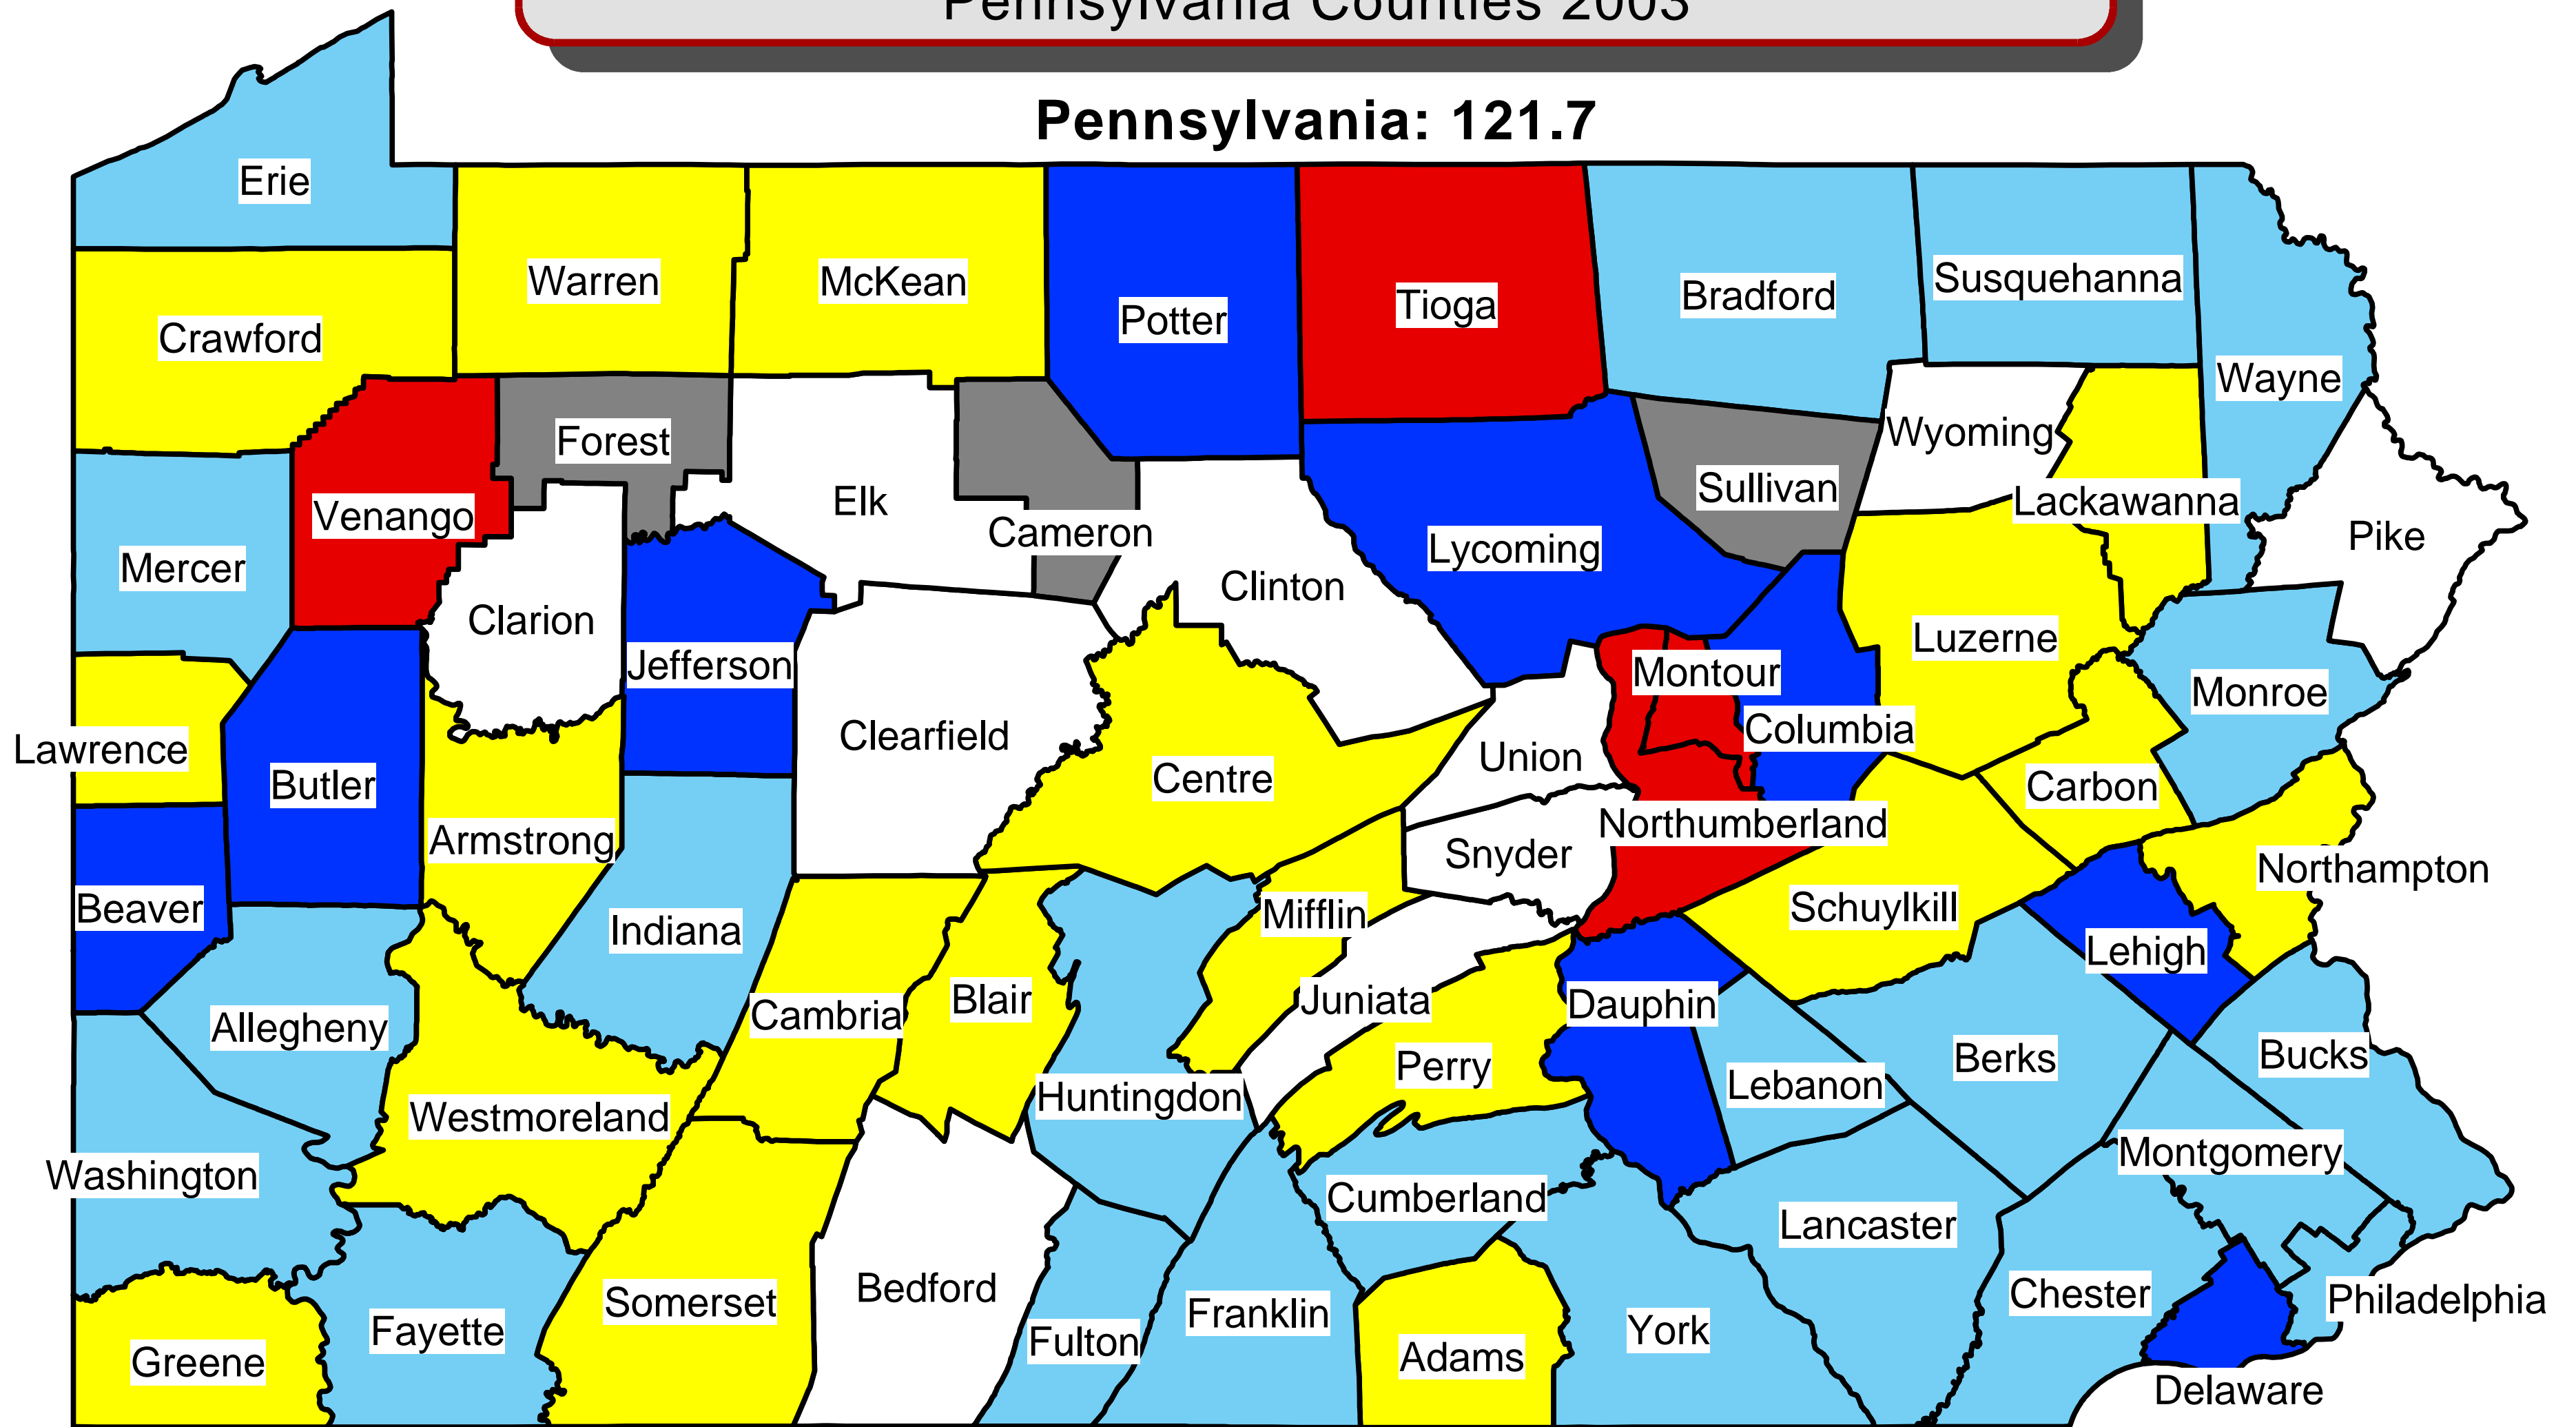 Pennsylvania Counties 2003
Pennsylvania: 121.7
Erie
Warren
McKean
Potter
Tioga
Bradford
Susquehanna
Crawford
Wayne
Forest
Wyoming
Venango
Elk
Cameron
Sullivan
Lackawanna
Pike
Mercer
Clarion
Clinton
Lycoming
Luzerne
Jefferson
Montour
Monroe
Lawrence
Butler
Clearfield
Centre
Union
Columbia
Carbon
Armstrong
Snyder
Northumberland
Northampton
Beaver
Indiana
Mifflin
Schuylkill
Lehigh
Allegheny
Cambria
Blair
Juniata
Dauphin
Berks
Bucks
Westmoreland
Huntingdon
Perry
Lebanon
Washington
Cumberland
Lancaster
Montgomery
Greene
Fayette
Somerset
Bedford
Fulton
Franklin
Adams
York
Chester
Philadelphia
Delaware